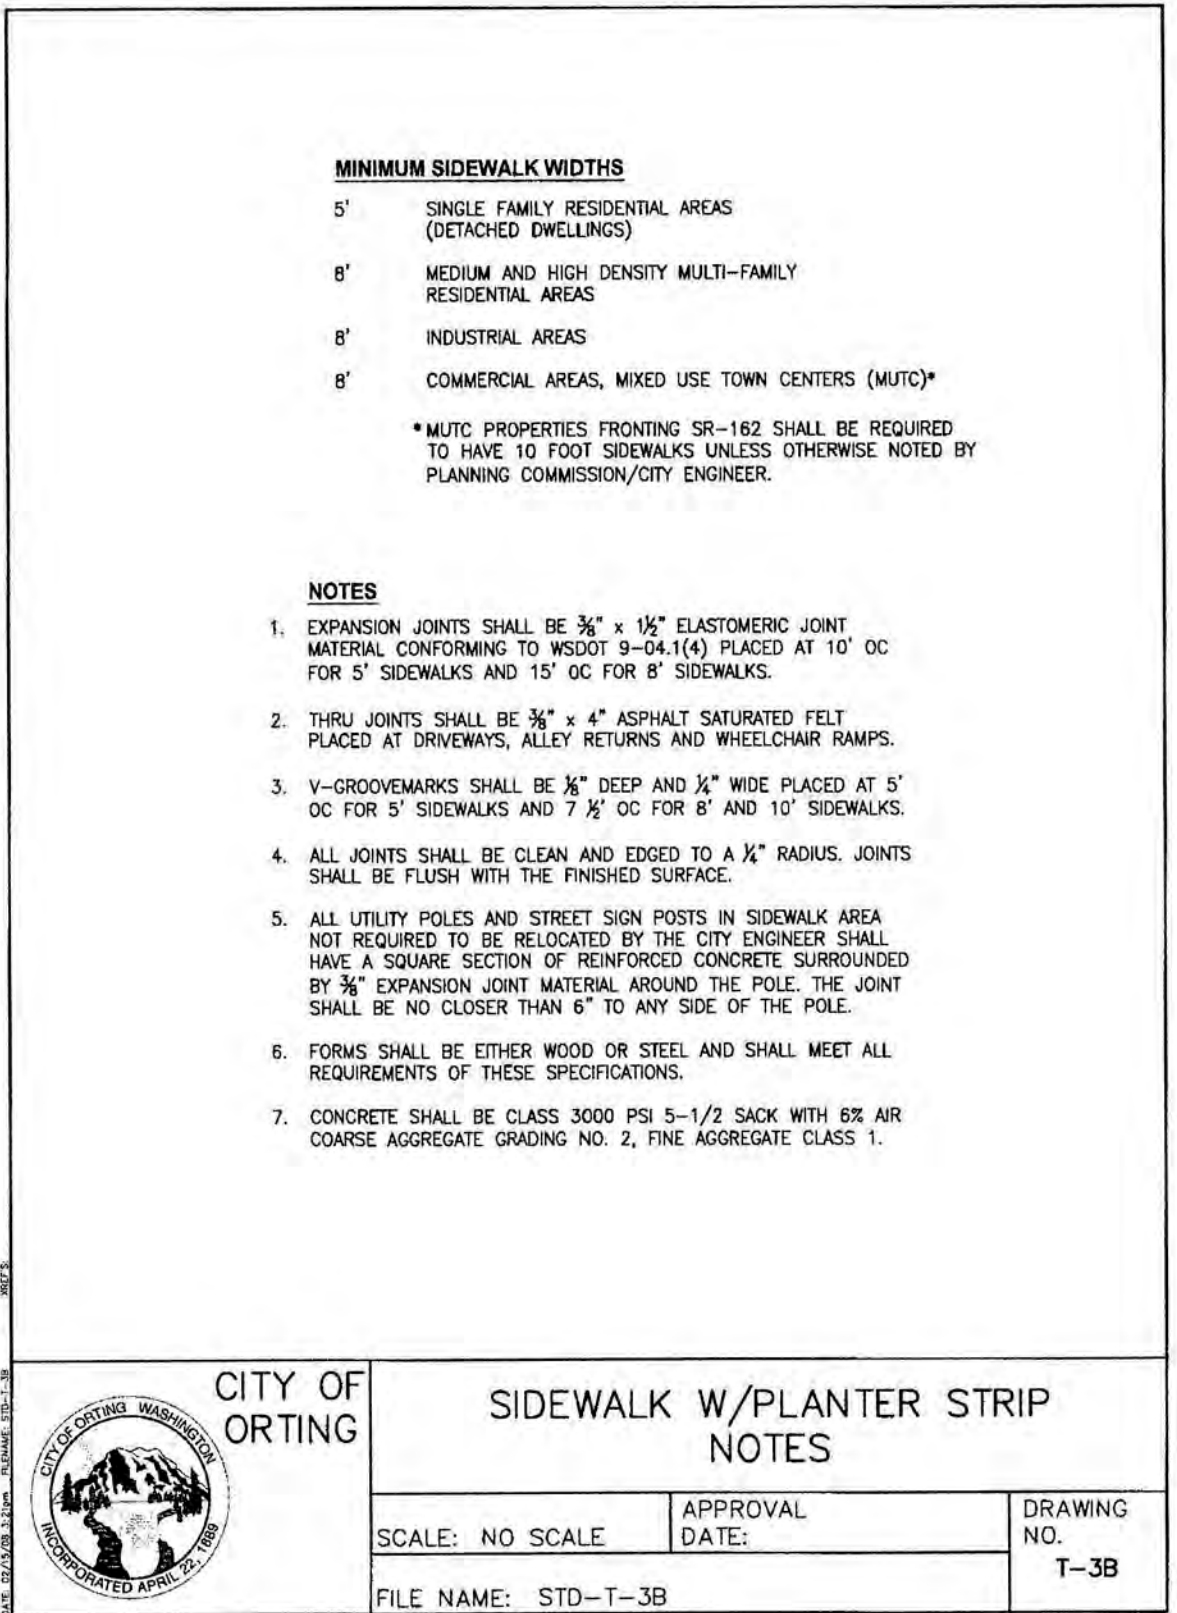 MINIMUM SIDEWALK WIDTHS
5' SINGLE FAMILY RESIDENTIAL AREAS
(DETACHED DWELLINGS)
8' MEDIUM AND HIGH DENSITY MULTI-FAMILY
RESIDENTIAL AREAS
8' INDUSTRIAL AREAS
8' COMMERCIAL AREAS, MIXED USE TOWN CENTERS (MUTC)*
*MUTC PROPERTIES FRONTING SR-162 SHALL BE REQUIRED
TO HAVE 10 FOOT SIDEWALKS UNLESS OTHERWISE NOTED BY
PLANNING COMMISSION/CITY ENGINEER.
NOTES
1. EXPANSION JOINTS SHALL BE 3/8" x 1 1/2" ELASTOMERIC JOINT
MATERIAL CONFORMING TO WSDOT 9-04.1(4) PLACED AT 10' OC
FOR 5' SIDEWALKS AND 15' OC FOR 8' SIDEWALKS.
2. THRU JOINTS SHALL BE 3/8" x 4" ASPHALT SATURATED FELT
PLACED AT DRIVEWAYS, ALLEY RETURNS AND WHEELCHAIR RAMPS.
3. V-GROOVEMARKS SHALL BE 1/8" DEEP AND 1/4" WIDE PLACED AT 5'
OC FOR 5' SIDEWALKS AND 7 1/2' OC FOR 8' AND 10' SIDEWALKS.
4. ALL JOINTS SHALL BE CLEAN AND EDGED TO A 1/4" RADIUS. JOINTS
SHALL BE FLUSH WITH THE FINISHED SURFACE.
5. ALL UTILITY POLES AND STREET SIGN POSTS IN SIDEWALK AREA
NOT REQUIRED TO BE RELOCATED BY THE CITY ENGINEER SHALL
HAVE A SQUARE SECTION OF REINFORCED CONCRETE SURROUNDED
BY 3/8" EXPANSION JOINT MATERIAL AROUND THE POLE. THE JOINT
SHALL BE NO CLOSER THAN 6" TO ANY SIDE OF THE POLE.
6. FORMS SHALL BE EITHER WOOD OR STEEL AND SHALL MEET ALL
REQUIREMENTS OF THESE SPECIFICATIONS.
7. CONCRETE SHALL BE CLASS 3000 PSI 5-1/2 SACK WITH 6% AIR
COARSE AGGREGATE GRADING NO. 2, FINE AGGREGATE CLASS 1.
DATE: 02/15/08 3:21pm FILENAME: STD-T-3B XREF'S:
CITY OF ORTING WASHINGTON
INCORPORATED APRIL 22, 1889
CITY OF
ORTING
SIDEWALK W/PLANTER STRIP
NOTES
SCALE: NO SCALE
APPROVAL
DATE:
DRAWING
NO.
T-3B
FILE NAME: STD-T-3B